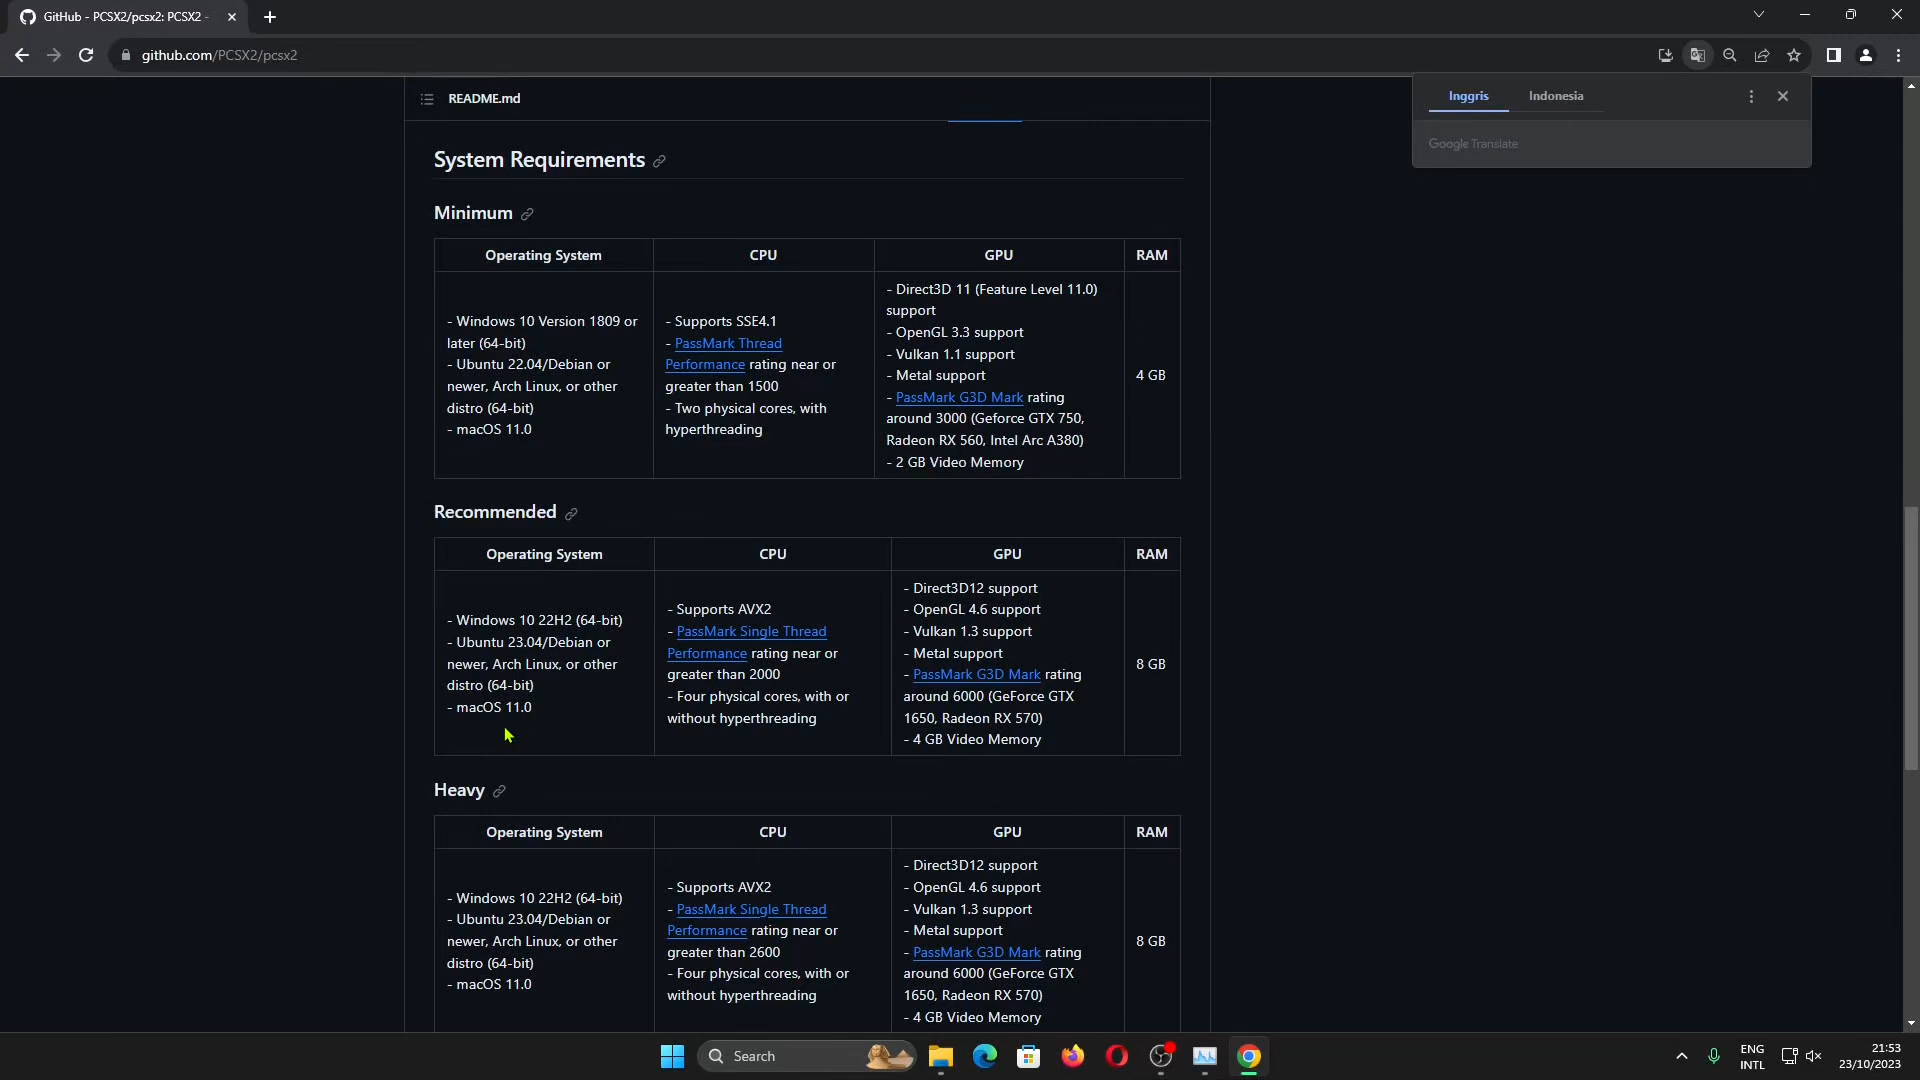 GitHub - PCSX2/pcsx2: PCSX2 -
github.com/PCSX2/pcsx2
Inggris
Indonesia
Google Translate
README.md
System Requirements
Minimum
Operating System
CPU
GPU
RAM
- Windows 10 Version 1809 or
later (64-bit)
- Ubuntu 22.04/Debian or
newer, Arch Linux, or other
distro (64-bit)
- macOS 11.0
- Supports SSE4.1
- PassMark Thread
Performance rating near or
greater than 1500
- Two physical cores, with
hyperthreading
- Direct3D 11 (Feature Level 11.0)
support
- OpenGL 3.3 support
- Vulkan 1.1 support
- Metal support
- PassMark G3D Mark rating
around 3000 (Geforce GTX 750,
Radeon RX 560, Intel Arc A380)
- 2 GB Video Memory
4 GB
Recommended
Operating System
CPU
GPU
RAM
- Windows 10 22H2 (64-bit)
- Ubuntu 23.04/Debian or
newer, Arch Linux, or other
distro (64-bit)
- macOS 11.0
- Supports AVX2
- PassMark Single Thread
Performance rating near or
greater than 2000
- Four physical cores, with or
without hyperthreading
- Direct3D12 support
- OpenGL 4.6 support
- Vulkan 1.3 support
- Metal support
- PassMark G3D Mark rating
around 6000 (GeForce GTX
1650, Radeon RX 570)
- 4 GB Video Memory
8 GB
Heavy
Operating System
CPU
GPU
RAM
- Windows 10 22H2 (64-bit)
- Ubuntu 23.04/Debian or
newer, Arch Linux, or other
distro (64-bit)
- macOS 11.0
- Supports AVX2
- PassMark Single Thread
Performance rating near or
greater than 2600
- Four physical cores, with or
without hyperthreading
- Direct3D12 support
- OpenGL 4.6 support
- Vulkan 1.3 support
- Metal support
- PassMark G3D Mark rating
around 6000 (GeForce GTX
1650, Radeon RX 570)
- 4 GB Video Memory
8 GB
Search
ENG
INTL
21:53
23/10/2023